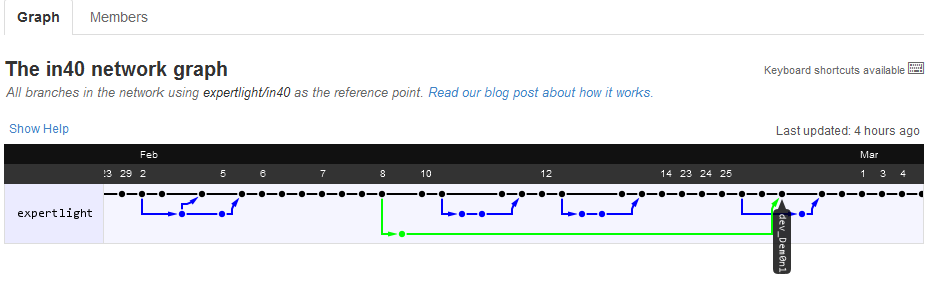 Graph Members
The in40 network graph
Keyboard shortcuts available
All branches in the network using expertlight/in40 as the reference point. Read our blog post about how it works.
Show Help
Last updated: 4 hours ago
Feb Mar
23 29 2 5 6 7 8 10 12 14 23 24 25 1 3 4
expertlight
dev_Dem0n1